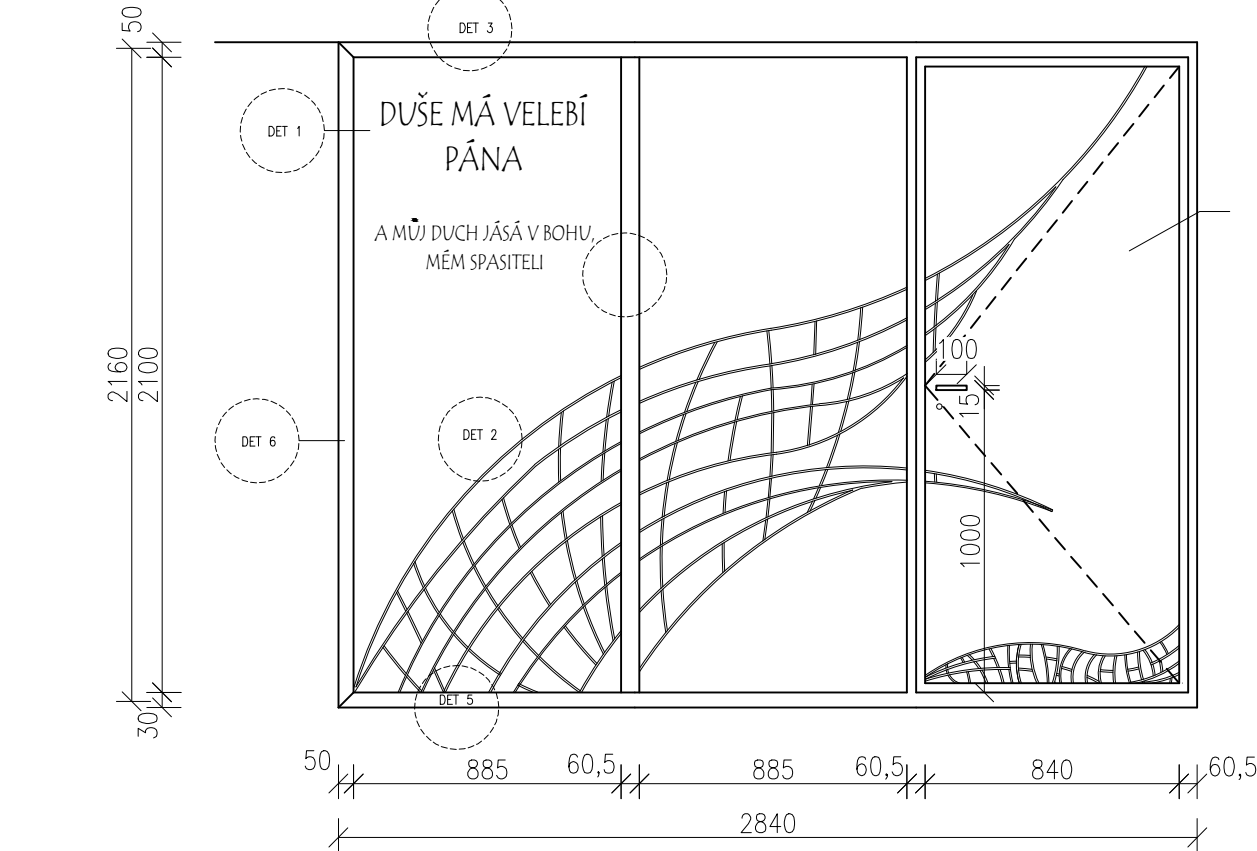 50
DET 3
DET 1
DUŠE MÁ VELEBÍ
PÁNA
A MŮJ DUCH JÁSÁ V BOHU,
MÉM SPASITELI
2160
2100
100
15
DET 6
DET 2
1000
DET 5
30
50
885
60,5
885
60,5
840
60,5
2840